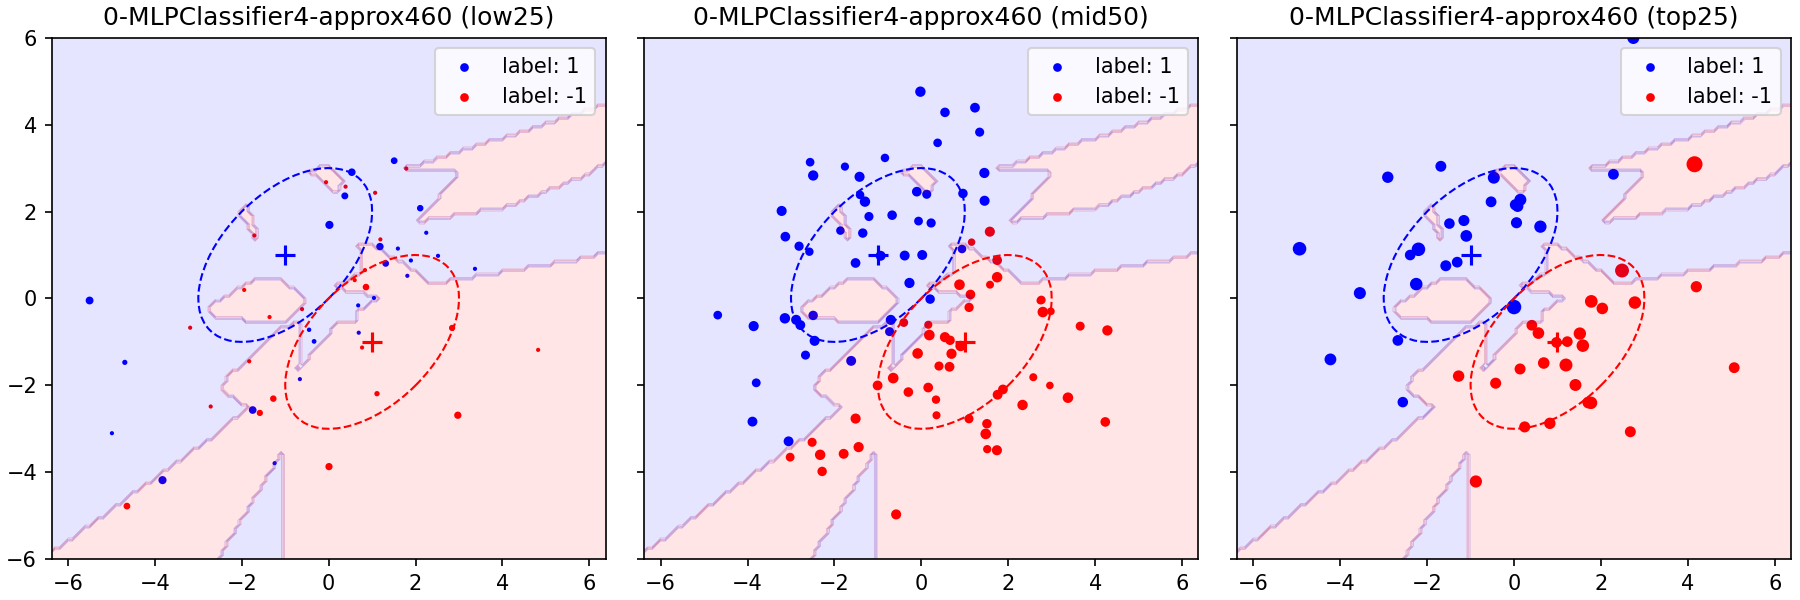 0-MLPClassifier4-approx460 (low25)
0-MLPClassifier4-approx460 (mid50)
0-MLPClassifier4-approx460 (top25)
label: 1
label: -1
label: 1
label: -1
label: 1
label: -1
6
4
2
0
−2
−4
−6
−6 −4 −2 0 2 4 6
−6 −4 −2 0 2 4 6
−6 −4 −2 0 2 4 6